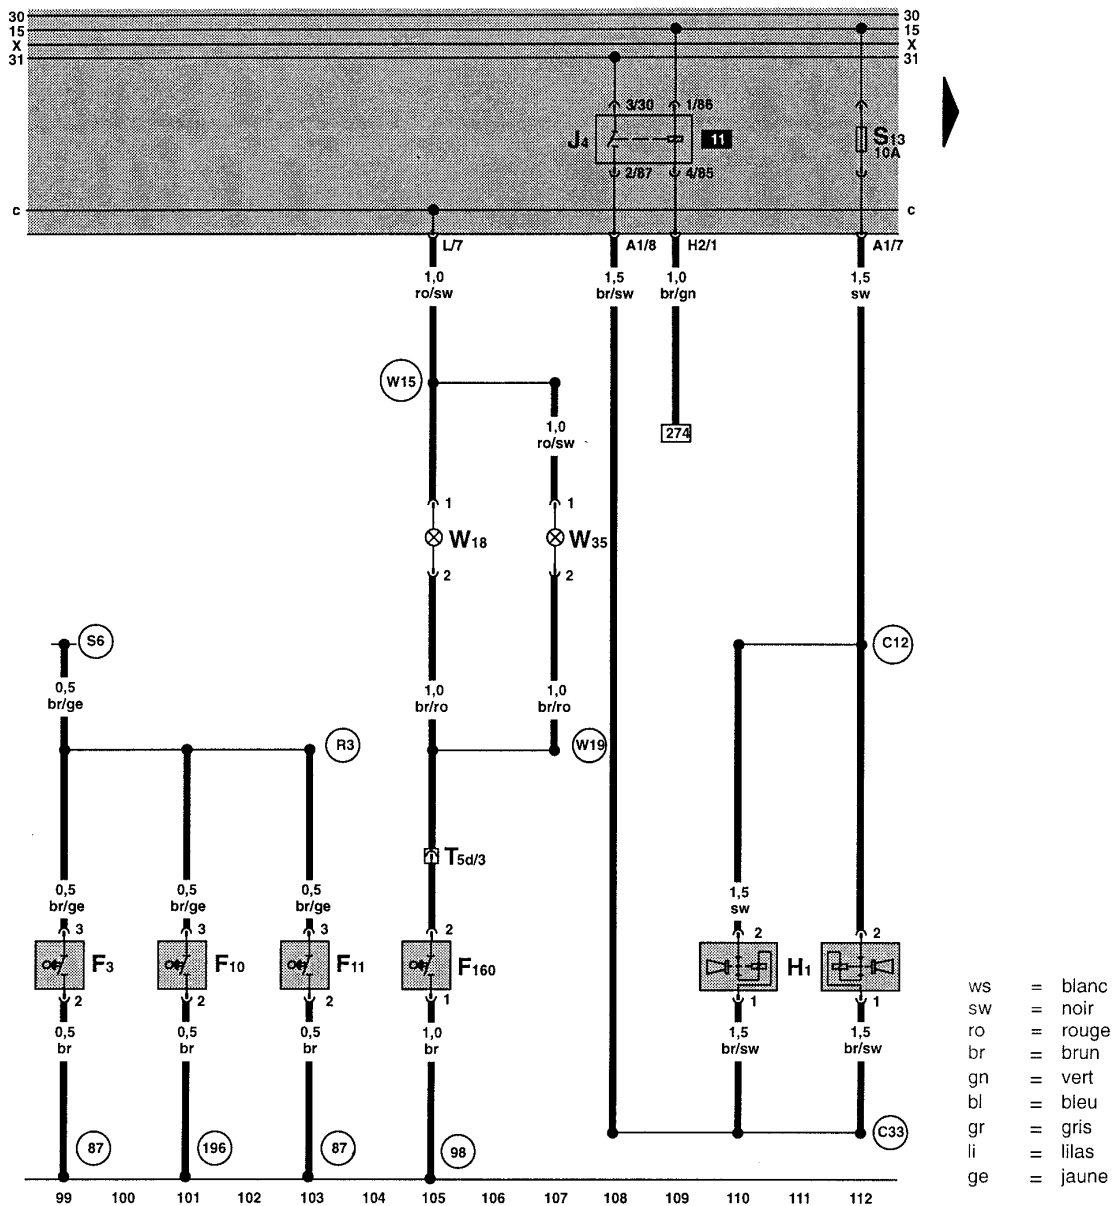 30 30
15 15
X X
31 31
3/30 1/86
J4 11 S13
10A
2/87 4/85
c c
L/7 A1/8 H2/1 A1/7
1,0 1,5 1,0 1,5
ro/sw br/sw br/gn sw
W15
1,0
ro/sw
274
1 1
W18 W35
2 2
S6 C12
0,5 1,0 1,0
br/ge br/ro br/ro
R3 W19
T5d/3
0,5 0,5 0,5 1,5
br/ge br/ge br/ge sw
3 3 3 2 2 2
F3 F10 F11 F160 H1
2 2 2 1 1 1
0,5 0,5 0,5 1,0 1,5 1,5
br br br br br/sw br/sw
C33
87 196 87 98
99 100 101 102 103 104 105 106 107 108 109 110 111 112
ws = blanc
sw = noir
ro = rouge
br = brun
gn = vert
bl = bleu
gr = gris
li = lilas
ge = jaune